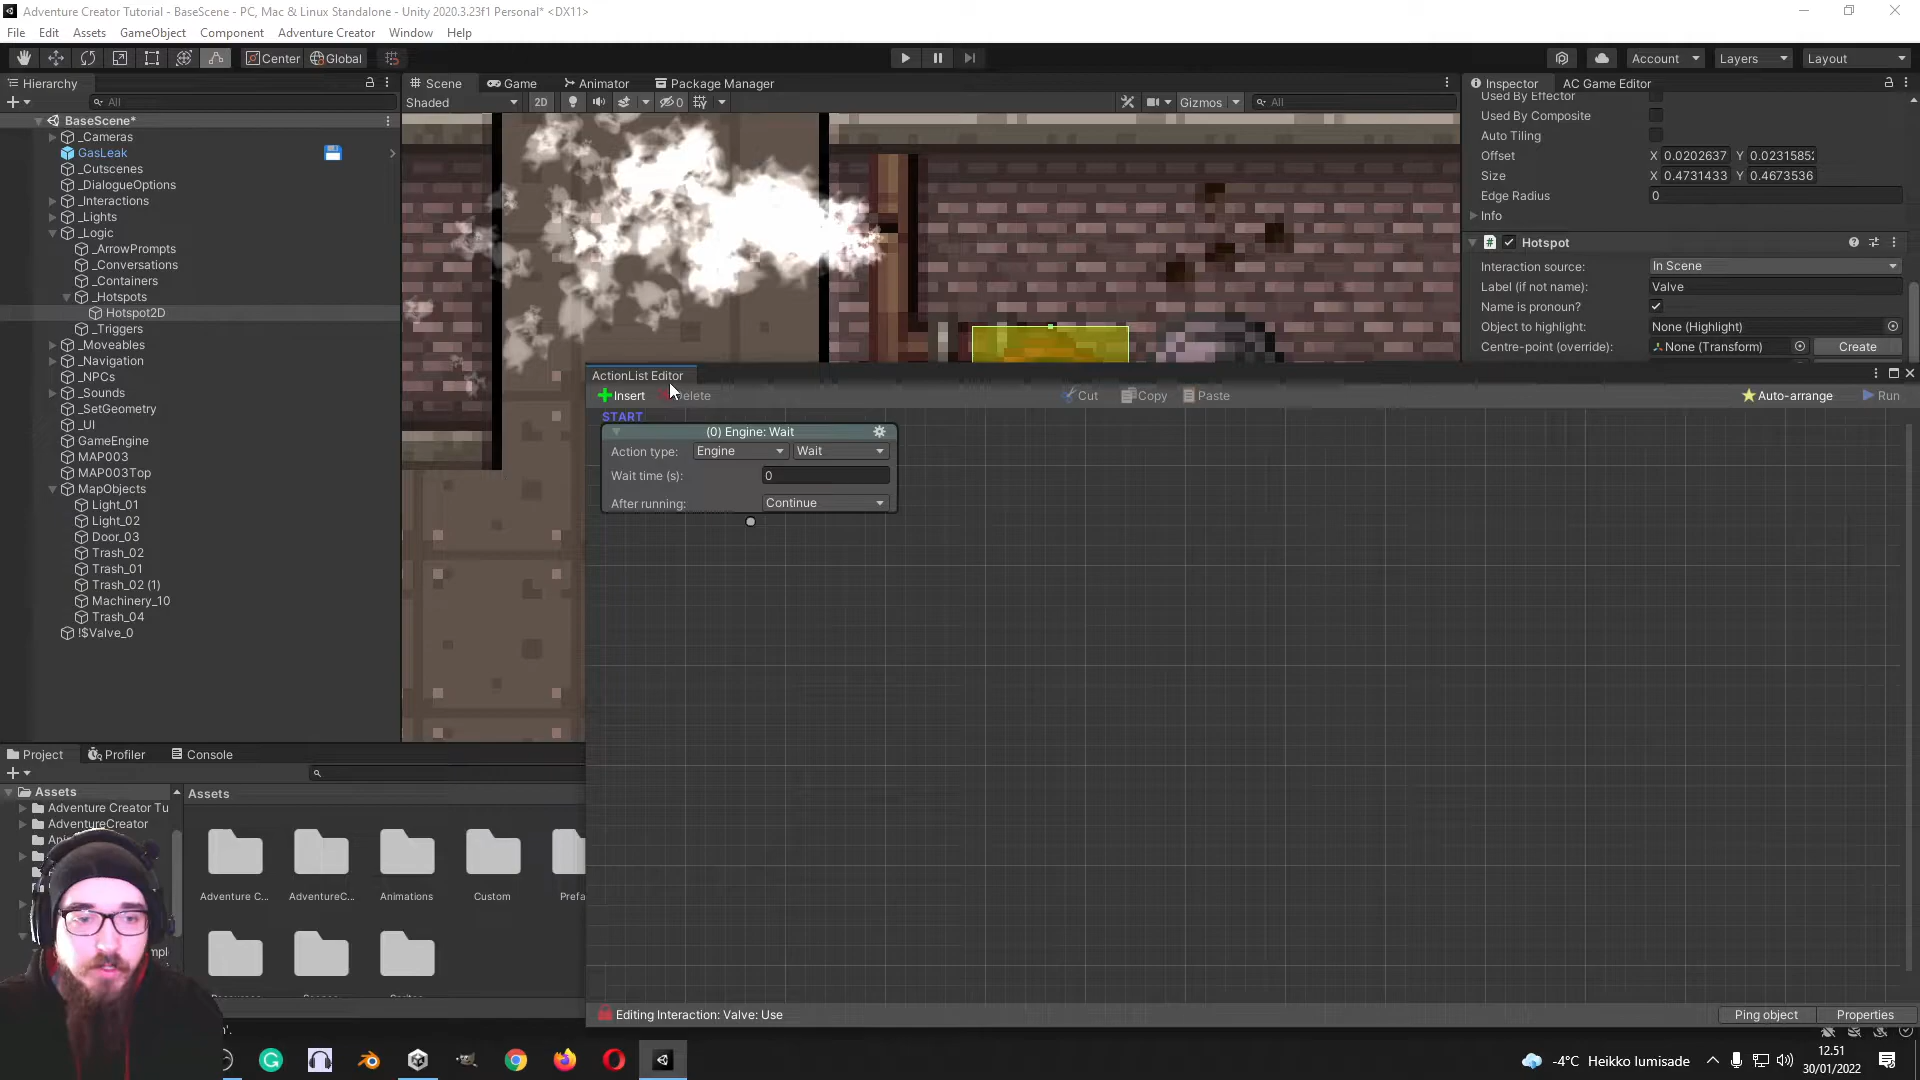 Adventure Creator Tutorial - BaseScene - PC, Mac & Linux Standalone - Unity 2020.3.23f1 Personal* <DX11>
File Edit Assets GameObject Component Adventure Creator Window Help
Center Global Account Layers Layout
Hierarchy Scene Game Animator Package Manager Inspector AC Game Editor
All Shaded 2D 0 Gizmos All
Used By Effector
BaseScene*
Used By Composite
_Cameras
Auto Tiling
GasLeak
Offset X 0.0202637 Y 0.02315852
_Cutscenes
Size X 0.4731433 Y 0.4673536
_DialogueOptions
Edge Radius 0
_Interactions
Info
_Lights
_Logic
Hotspot
_ArrowPrompts
_Conversations
Interaction source: In Scene
_Containers
Label (if not name): Valve
_Hotspots
Name is pronoun?
Hotspot2D
Object to highlight: None (Highlight)
_Triggers
_Moveables
Centre-point (override): None (Transform) Create
_Navigation
_NPCs
_Sounds
_SetGeometry
_UI
GameEngine
MAP003
MAP003Top
MapObjects
Light_01
Light_02
Door_03
Trash_02
Trash_01
Trash_02 (1)
Machinery_10
Trash_04
!$Valve_0
ActionList Editor
Insert Cut Copy Paste Auto-arrange Run
START
(0) Engine: Wait
Action type: Engine Wait
Wait time (s): 0
After running: Continue
Project Profiler Console
Assets
Assets
Adventure Creator Tu
AdventureCreator
Adventure C... AdventureC... Animations Custom Prefa
Editing Interaction: Valve: Use Ping object Properties
-4°C Heikko lumisade
12.51
30/01/2022